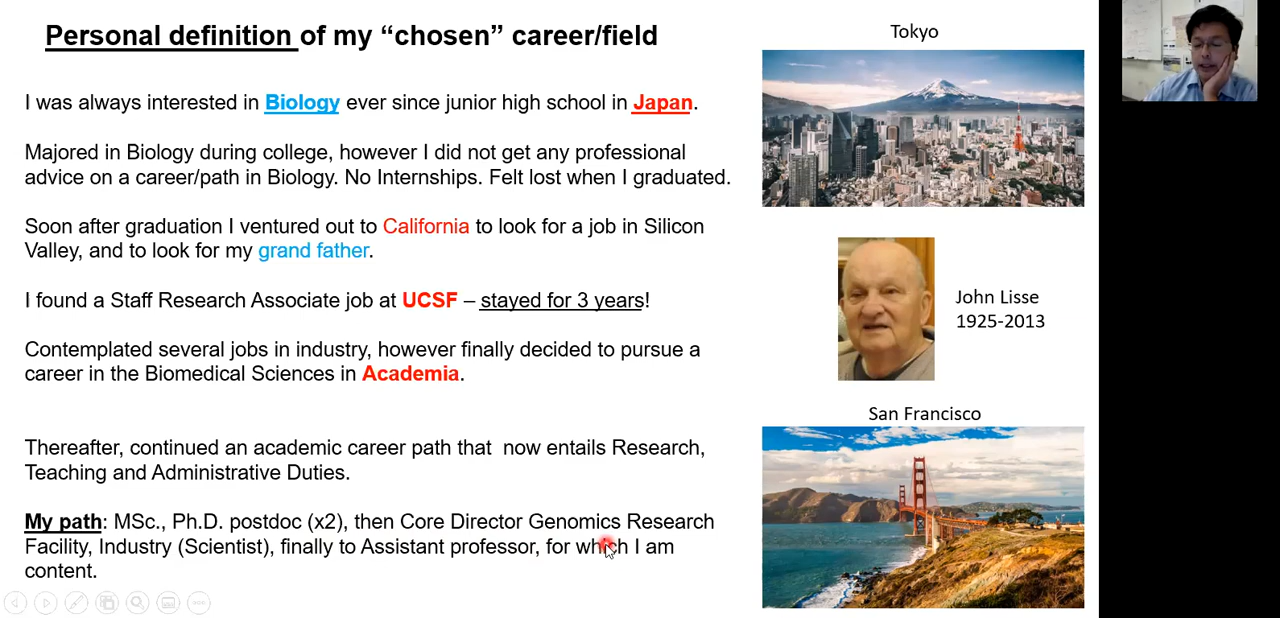 Personal definition of my “chosen” career/field
I was always interested in Biology ever since junior high school in Japan.
Majored in Biology during college, however I did not get any professional
advice on a career/path in Biology. No Internships. Felt lost when I graduated.
Soon after graduation I ventured out to California to look for a job in Silicon
Valley, and to look for my grand father.
I found a Staff Research Associate job at UCSF – stayed for 3 years!
Contemplated several jobs in industry, however finally decided to pursue a
career in the Biomedical Sciences in Academia.
Thereafter, continued an academic career path that  now entails Research,
Teaching and Administrative Duties.
My path: MSc., Ph.D. postdoc (x2), then Core Director Genomics Research
Facility, Industry (Scientist), finally to Assistant professor, for which I am
content.
Tokyo
John Lisse
1925-2013
San Francisco